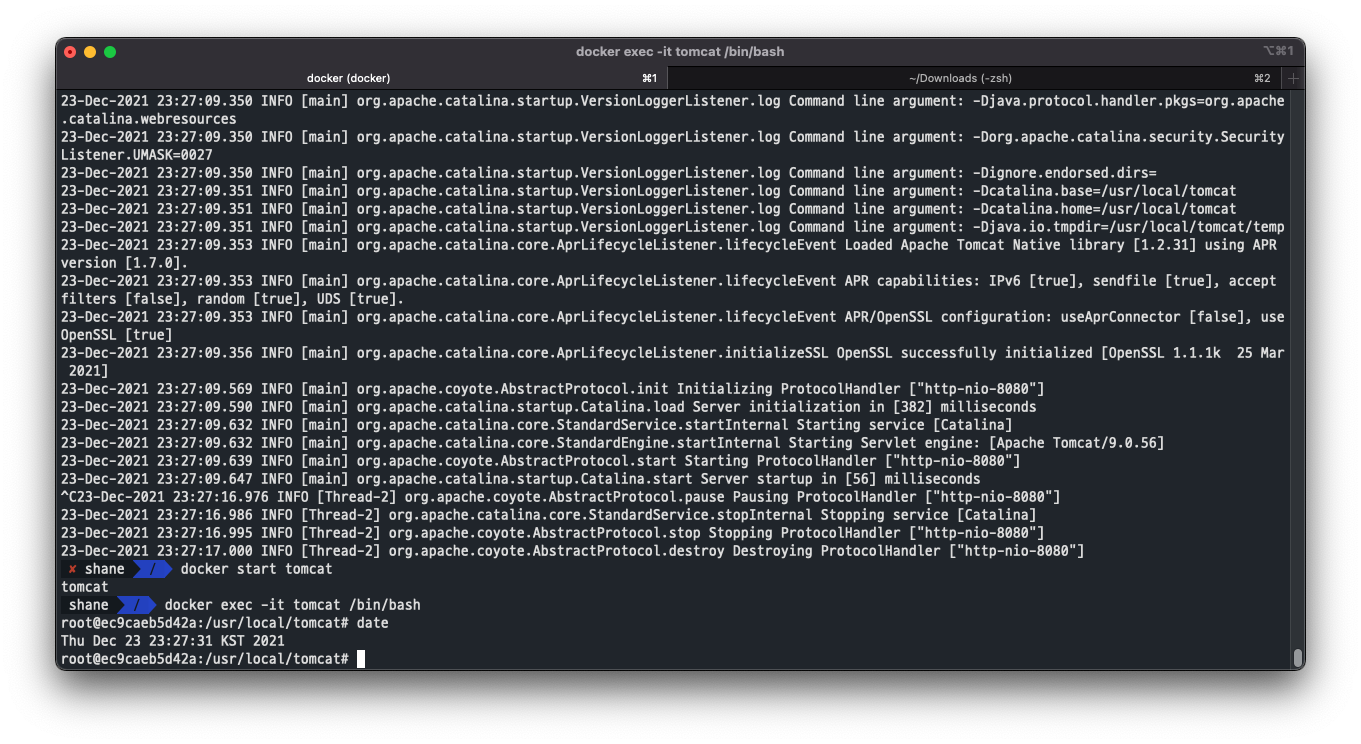 docker exec -it tomcat /bin/bash
⌥⌘1
docker (docker)
⌘1
~/Downloads (-zsh)
⌘2
+
23-Dec-2021 23:27:09.350 INFO [main] org.apache.catalina.startup.VersionLoggerListener.log Command line argument: -Djava.protocol.handler.pkgs=org.apache
.catalina.webresources
23-Dec-2021 23:27:09.350 INFO [main] org.apache.catalina.startup.VersionLoggerListener.log Command line argument: -Dorg.apache.catalina.security.Security
Listener.UMASK=0027
23-Dec-2021 23:27:09.350 INFO [main] org.apache.catalina.startup.VersionLoggerListener.log Command line argument: -Dignore.endorsed.dirs=
23-Dec-2021 23:27:09.351 INFO [main] org.apache.catalina.startup.VersionLoggerListener.log Command line argument: -Dcatalina.base=/usr/local/tomcat
23-Dec-2021 23:27:09.351 INFO [main] org.apache.catalina.startup.VersionLoggerListener.log Command line argument: -Dcatalina.home=/usr/local/tomcat
23-Dec-2021 23:27:09.351 INFO [main] org.apache.catalina.startup.VersionLoggerListener.log Command line argument: -Djava.io.tmpdir=/usr/local/tomcat/temp
23-Dec-2021 23:27:09.353 INFO [main] org.apache.catalina.core.AprLifecycleListener.lifecycleEvent Loaded Apache Tomcat Native library [1.2.31] using APR
version [1.7.0].
23-Dec-2021 23:27:09.353 INFO [main] org.apache.catalina.core.AprLifecycleListener.lifecycleEvent APR capabilities: IPv6 [true], sendfile [true], accept
filters [false], random [true], UDS [true].
23-Dec-2021 23:27:09.353 INFO [main] org.apache.catalina.core.AprLifecycleListener.lifecycleEvent APR/OpenSSL configuration: useAprConnector [false], use
OpenSSL [true]
23-Dec-2021 23:27:09.356 INFO [main] org.apache.catalina.core.AprLifecycleListener.initializeSSL OpenSSL successfully initialized [OpenSSL 1.1.1k  25 Mar
 2021]
23-Dec-2021 23:27:09.569 INFO [main] org.apache.coyote.AbstractProtocol.init Initializing ProtocolHandler ["http-nio-8080"]
23-Dec-2021 23:27:09.590 INFO [main] org.apache.catalina.startup.Catalina.load Server initialization in [382] milliseconds
23-Dec-2021 23:27:09.632 INFO [main] org.apache.catalina.core.StandardService.startInternal Starting service [Catalina]
23-Dec-2021 23:27:09.632 INFO [main] org.apache.catalina.core.StandardEngine.startInternal Starting Servlet engine: [Apache Tomcat/9.0.56]
23-Dec-2021 23:27:09.639 INFO [main] org.apache.coyote.AbstractProtocol.start Starting ProtocolHandler ["http-nio-8080"]
23-Dec-2021 23:27:09.647 INFO [main] org.apache.catalina.startup.Catalina.start Server startup in [56] milliseconds
^C23-Dec-2021 23:27:16.976 INFO [Thread-2] org.apache.coyote.AbstractProtocol.pause Pausing ProtocolHandler ["http-nio-8080"]
23-Dec-2021 23:27:16.986 INFO [Thread-2] org.apache.catalina.core.StandardService.stopInternal Stopping service [Catalina]
23-Dec-2021 23:27:16.995 INFO [Thread-2] org.apache.coyote.AbstractProtocol.stop Stopping ProtocolHandler ["http-nio-8080"]
23-Dec-2021 23:27:17.000 INFO [Thread-2] org.apache.coyote.AbstractProtocol.destroy Destroying ProtocolHandler ["http-nio-8080"]
✘ shane / docker start tomcat
tomcat
shane / docker exec -it tomcat /bin/bash
root@ec9caeb5d42a:/usr/local/tomcat# date
Thu Dec 23 23:27:31 KST 2021
root@ec9caeb5d42a:/usr/local/tomcat#